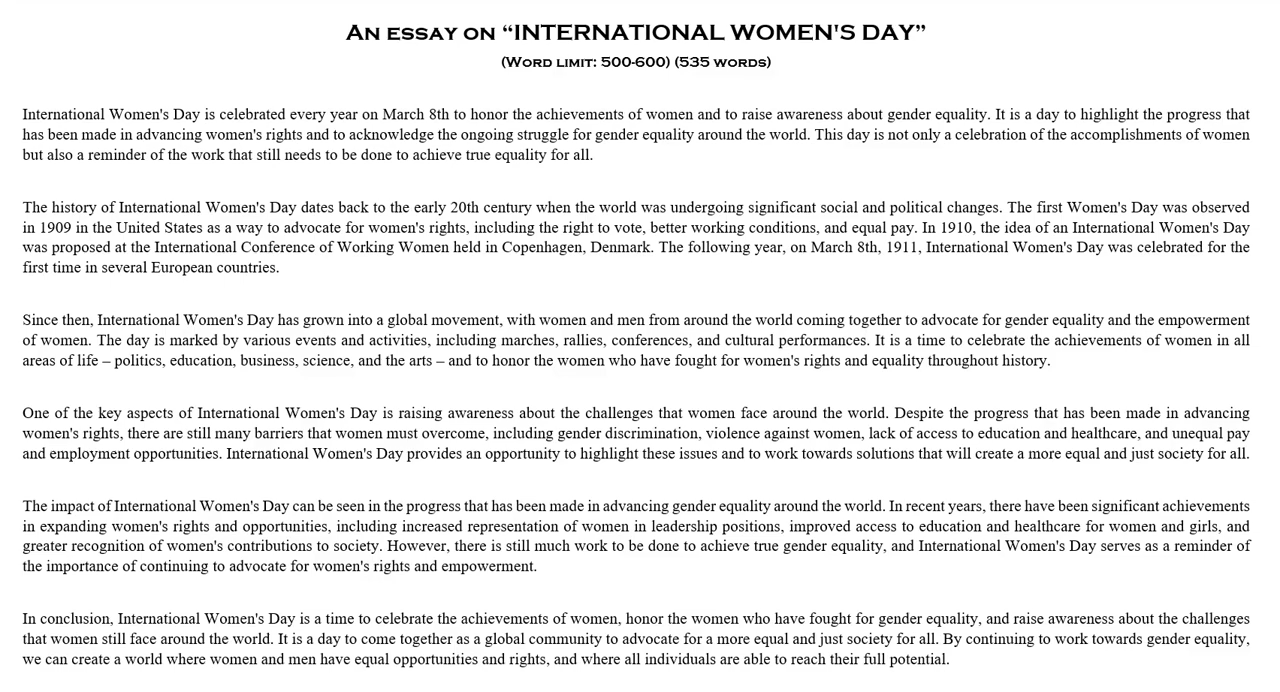 AN ESSAY ON “INTERNATIONAL WOMEN'S DAY”
(WORD LIMIT: 500-600) (535 WORDS)
International Women's Day is celebrated every year on March 8th to honor the achievements of women and to raise awareness about gender equality. It is a day to highlight the progress that
has been made in advancing women's rights and to acknowledge the ongoing struggle for gender equality around the world. This day is not only a celebration of the accomplishments of women
but also a reminder of the work that still needs to be done to achieve true equality for all.
The history of International Women's Day dates back to the early 20th century when the world was undergoing significant social and political changes. The first Women's Day was observed
in 1909 in the United States as a way to advocate for women's rights, including the right to vote, better working conditions, and equal pay. In 1910, the idea of an International Women's Day
was proposed at the International Conference of Working Women held in Copenhagen, Denmark. The following year, on March 8th, 1911, International Women's Day was celebrated for the
first time in several European countries.
Since then, International Women's Day has grown into a global movement, with women and men from around the world coming together to advocate for gender equality and the empowerment
of women. The day is marked by various events and activities, including marches, rallies, conferences, and cultural performances. It is a time to celebrate the achievements of women in all
areas of life – politics, education, business, science, and the arts – and to honor the women who have fought for women's rights and equality throughout history.
One of the key aspects of International Women's Day is raising awareness about the challenges that women face around the world. Despite the progress that has been made in advancing
women's rights, there are still many barriers that women must overcome, including gender discrimination, violence against women, lack of access to education and healthcare, and unequal pay
and employment opportunities. International Women's Day provides an opportunity to highlight these issues and to work towards solutions that will create a more equal and just society for all.
The impact of International Women's Day can be seen in the progress that has been made in advancing gender equality around the world. In recent years, there have been significant achievements
in expanding women's rights and opportunities, including increased representation of women in leadership positions, improved access to education and healthcare for women and girls, and
greater recognition of women's contributions to society. However, there is still much work to be done to achieve true gender equality, and International Women's Day serves as a reminder of
the importance of continuing to advocate for women's rights and empowerment.
In conclusion, International Women's Day is a time to celebrate the achievements of women, honor the women who have fought for gender equality, and raise awareness about the challenges
that women still face around the world. It is a day to come together as a global community to advocate for a more equal and just society for all. By continuing to work towards gender equality,
we can create a world where women and men have equal opportunities and rights, and where all individuals are able to reach their full potential.